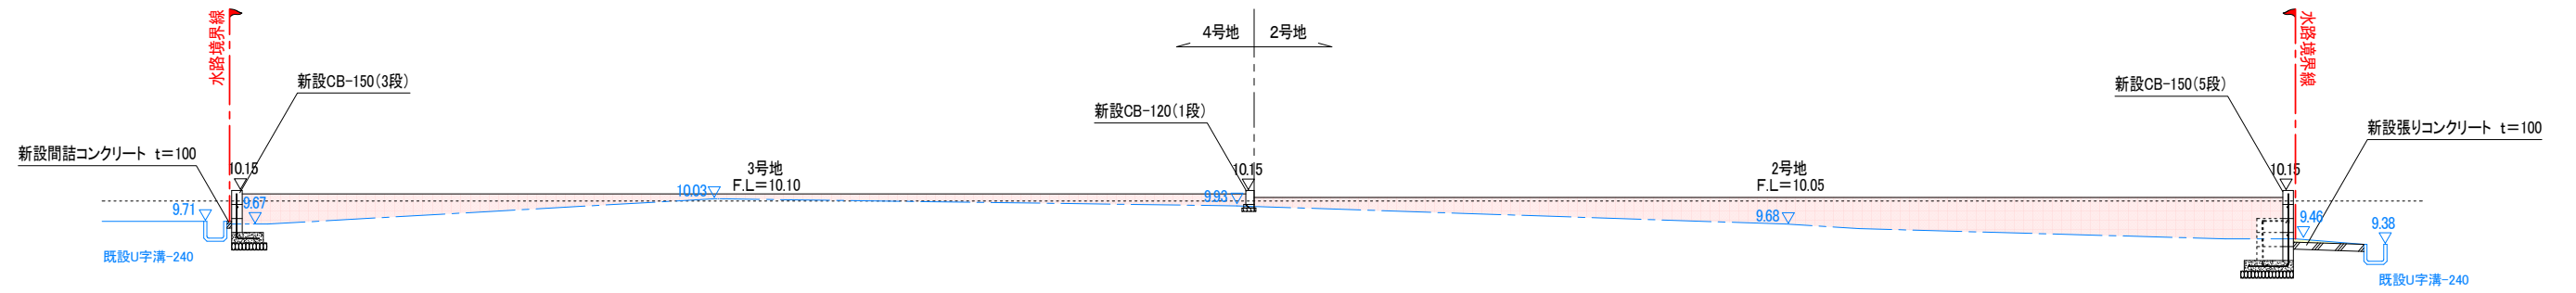 水路境界線
4号地
2号地
水路境界線
新設CB-150(3段)
新設CB-120(1段)
新設CB-150(5段)
新設間詰コンクリート t=100
新設張りコンクリート t=100
10.15
3号地
F.L=10.10
10.15
2号地
F.L=10.05
10.15
9.71
9.67
10.03
9.93
9.68
9.46
9.38
既設U字溝-240
既設U字溝-240